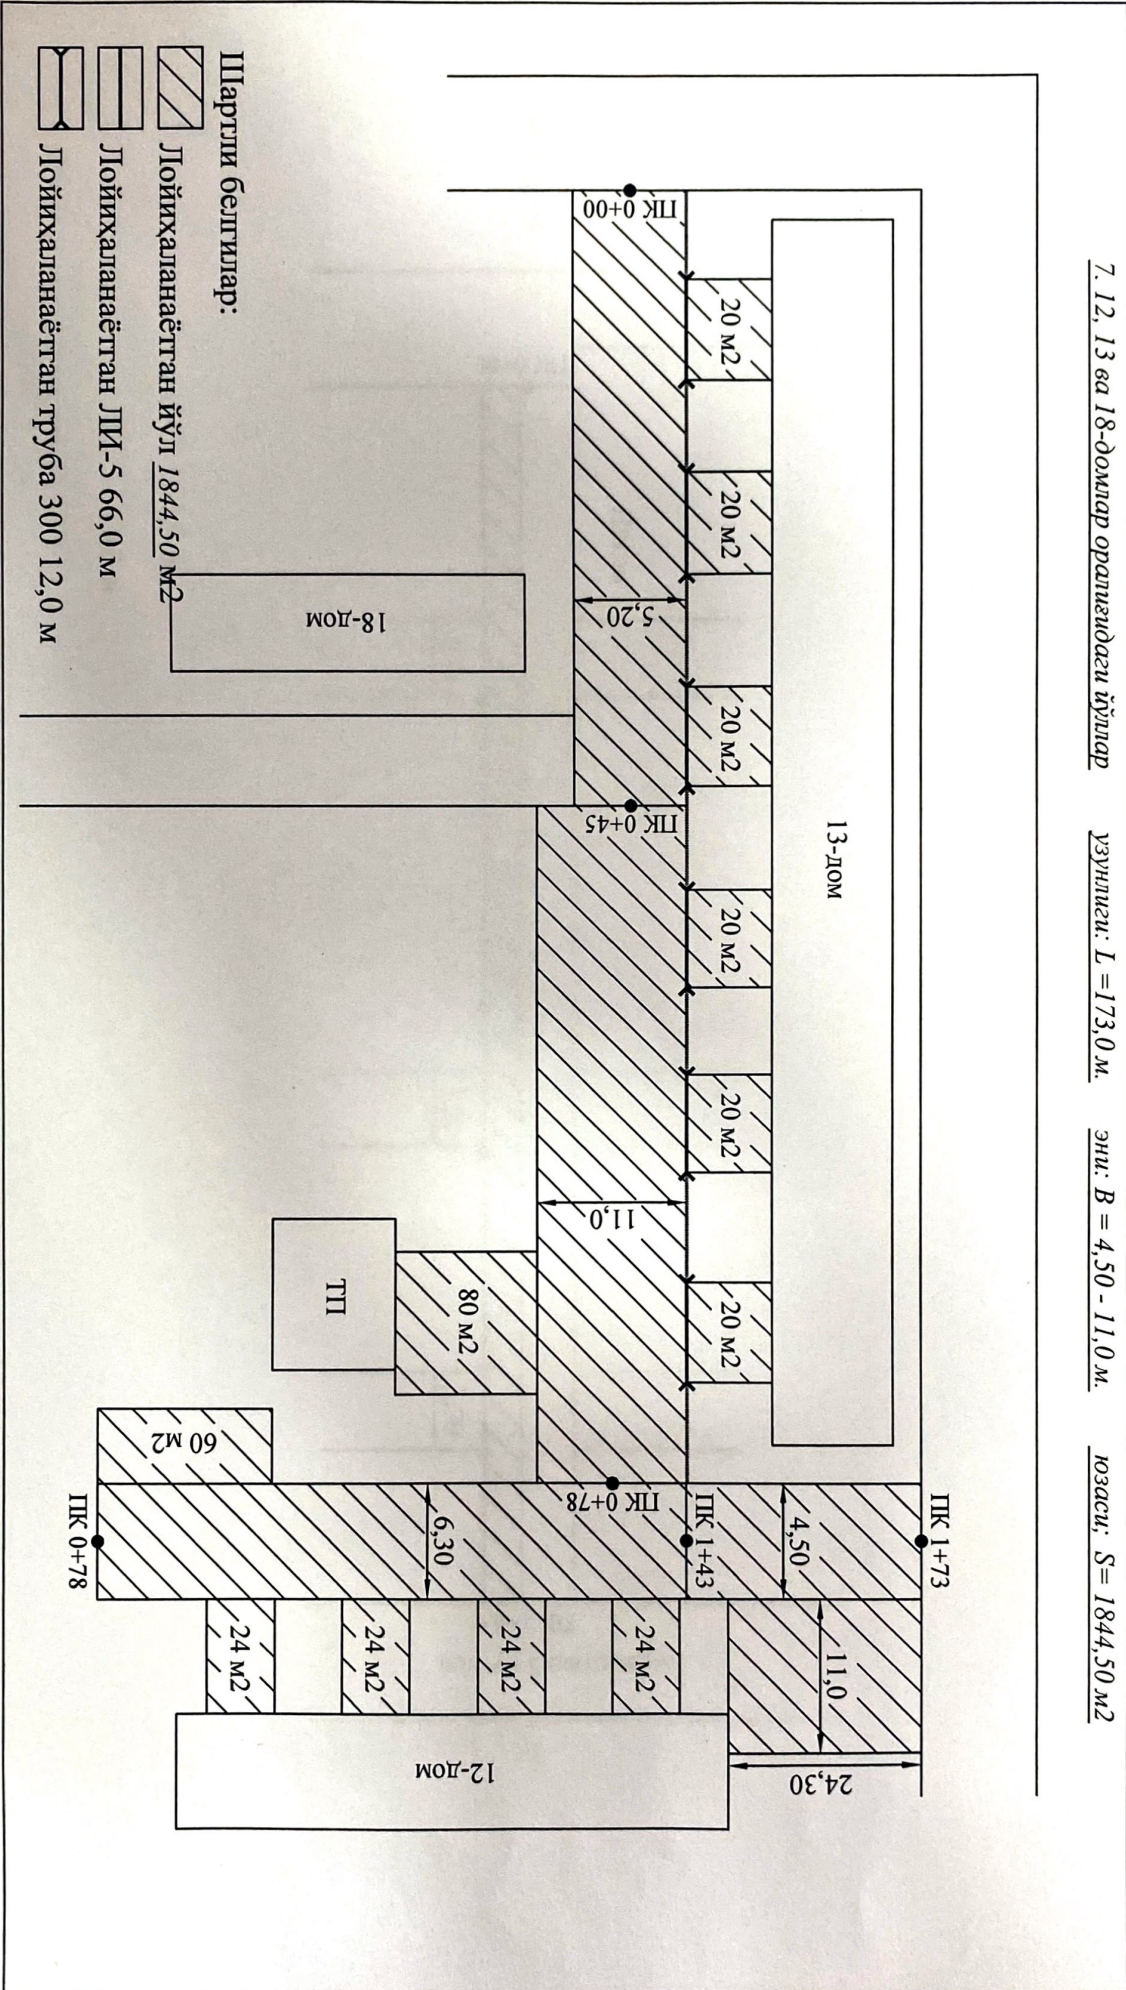 7. 12, 13 ва 18-домлар оралиғидаги йўллар узунлиги: L =173,0 м. эни: B = 4,50 - 11,0 м. юзаси; S= 1844,50 м2
ПК 1+73
13-дом
4,50
11,0
24,30
20 м2
20 м2
20 м2
20 м2
20 м2
20 м2
ПК 1+43
ПК 0+00
5,20
ПК 0+45
11,0
ПК 0+78
24 м2
24 м2
24 м2
24 м2
80 м2
6,30
12-дом
18-дом
ТП
60 м2
ПК 0+78
Шартли белгилар:
Лойиҳаланаётган йўл 1844,50 м2
Лойиҳаланаётган ЛИ-5 66,0 м
Лойиҳаланаётган труба 300 12,0 м